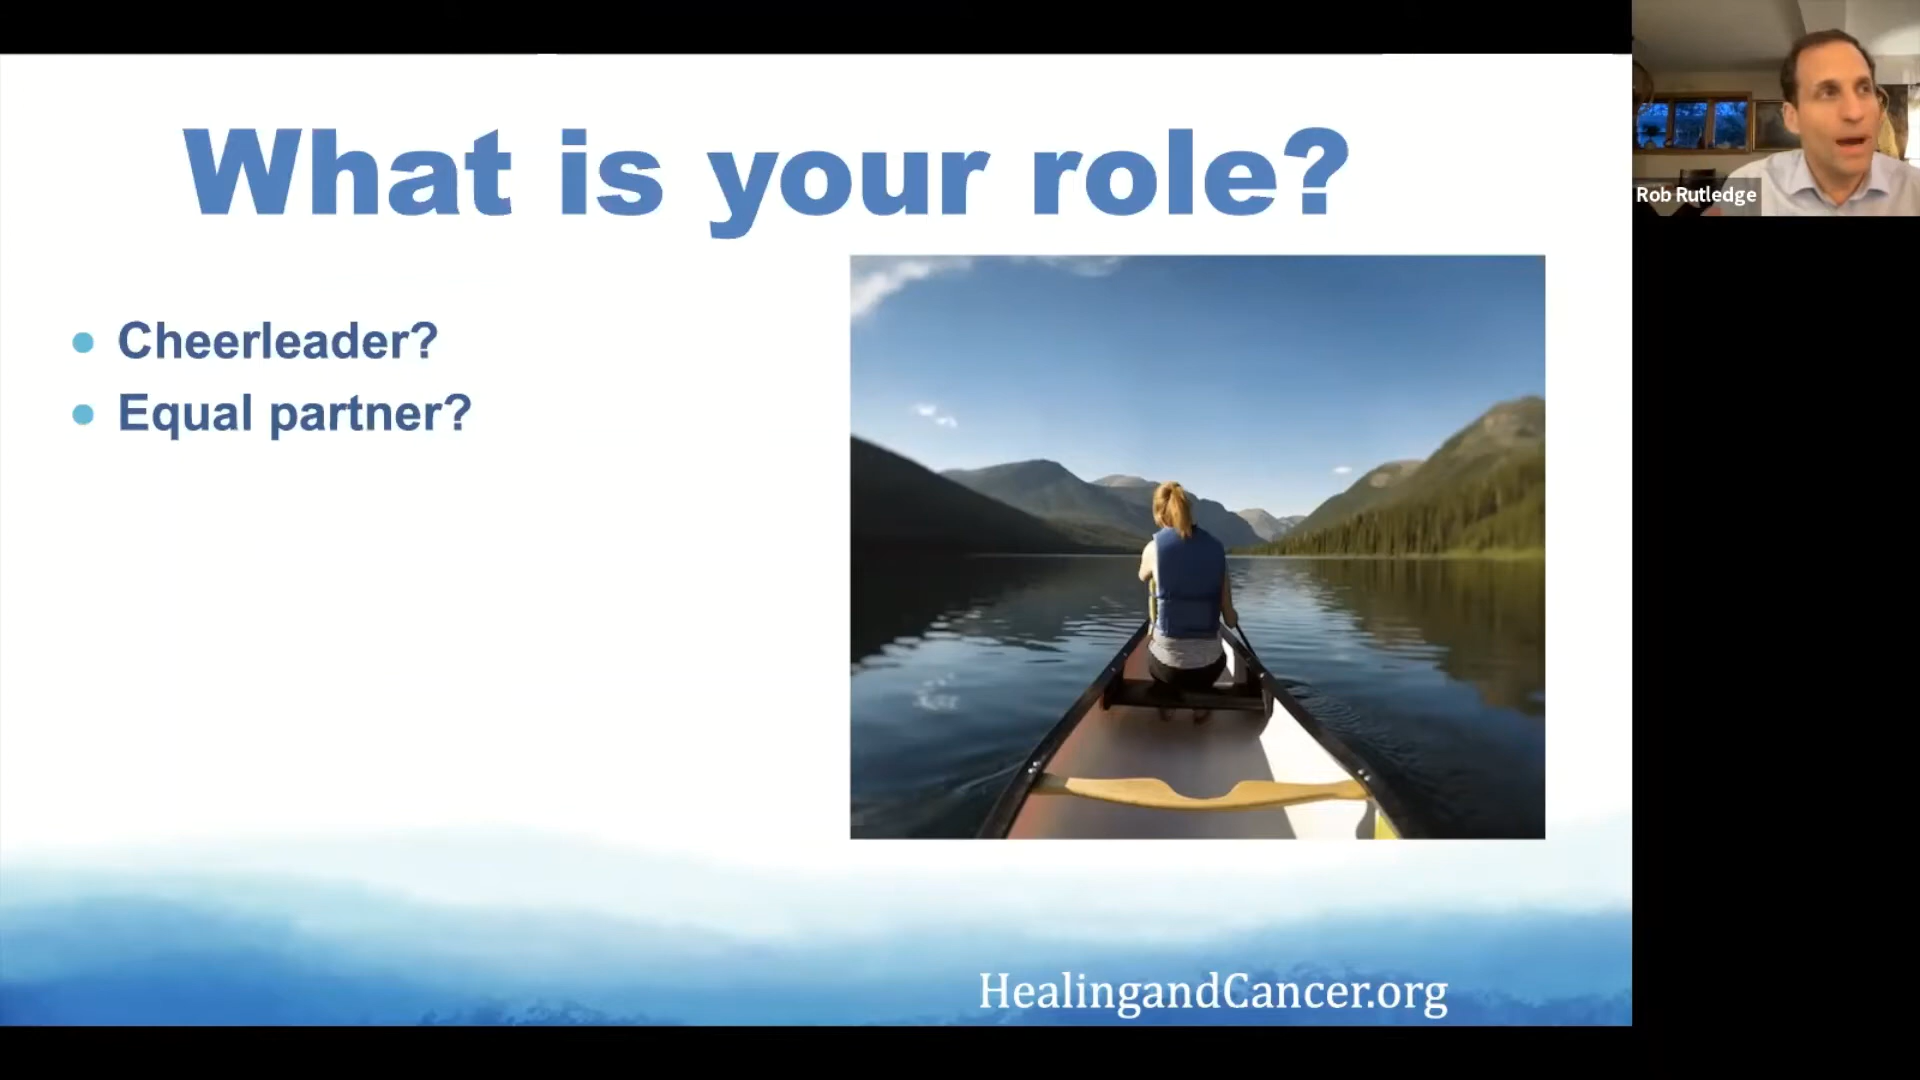 What is your role?
Cheerleader?
Equal partner?
HealingandCancer.org
Rob Rutledge